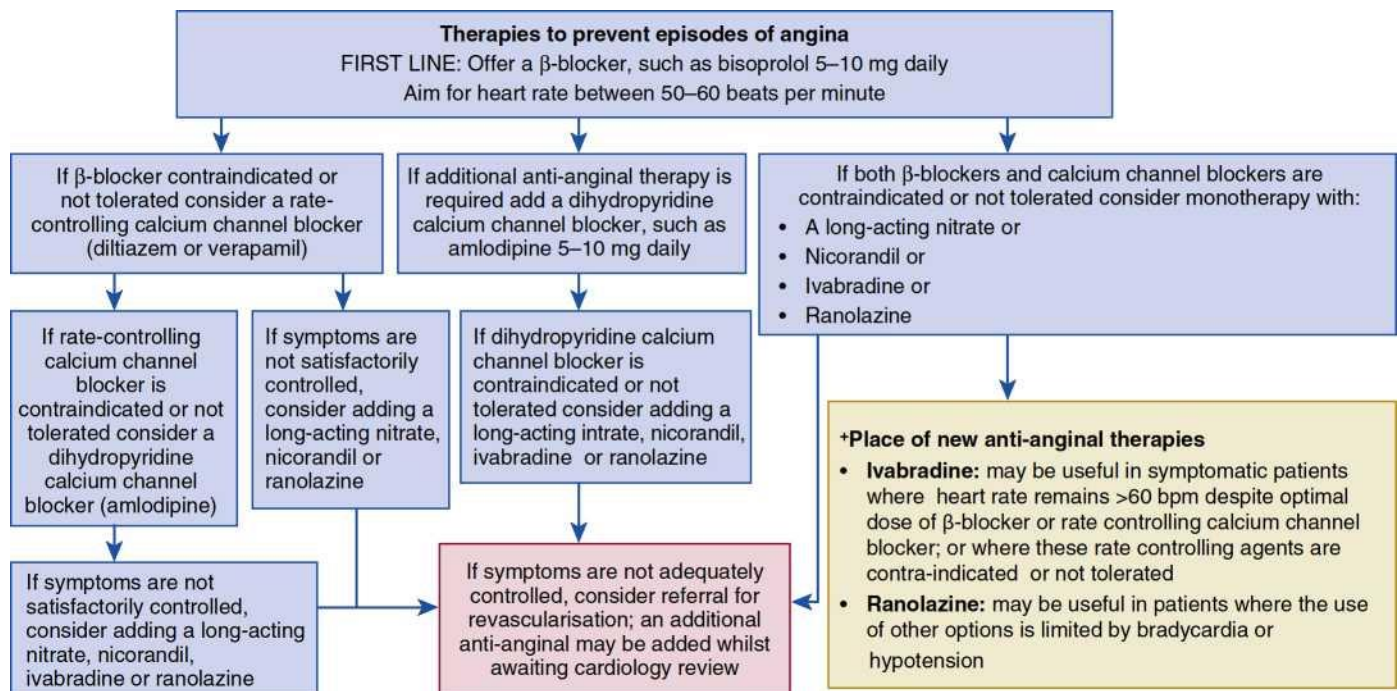 Therapies to prevent episodes of angina
FIRST LINE: Offer a β-blocker, such as bisoprolol 5–10 mg daily
Aim for heart rate between 50–60 beats per minute
If β-blocker contraindicated or
not tolerated consider a rate-
controlling calcium channel blocker
(diltiazem or verapamil)
If additional anti-anginal therapy is
required add a dihydropyridine
calcium channel blocker, such as
amlodipine 5–10 mg daily
If both β-blockers and calcium channel blockers are
contraindicated or not tolerated consider monotherapy with:
• A long-acting nitrate or
• Nicorandil or
• Ivabradine or
• Ranolazine
If rate-controlling
calcium channel
blocker is
contraindicated or not
tolerated consider a
dihydropyridine
calcium channel
blocker (amlodipine)
If symptoms are
not satisfactorily
controlled,
consider adding a
long-acting nitrate,
nicorandil or
ranolazine
If dihydropyridine calcium
channel blocker is
contraindicated or not
tolerated consider adding a
long-acting intrate, nicorandil,
ivabradine or ranolazine
+Place of new anti-anginal therapies
• Ivabradine: may be useful in symptomatic patients
where heart rate remains >60 bpm despite optimal
dose of β-blocker or rate controlling calcium channel
blocker; or where these rate controlling agents are
contra-indicated or not tolerated
• Ranolazine: may be useful in patients where the use
of other options is limited by bradycardia or
hypotension
If symptoms are not
satisfactorily controlled,
consider adding a long-acting
nitrate, nicorandil,
ivabradine or ranolazine
If symptoms are not adequately
controlled, consider referral for
revascularisation; an additional
anti-anginal may be added whilst
awaiting cardiology review